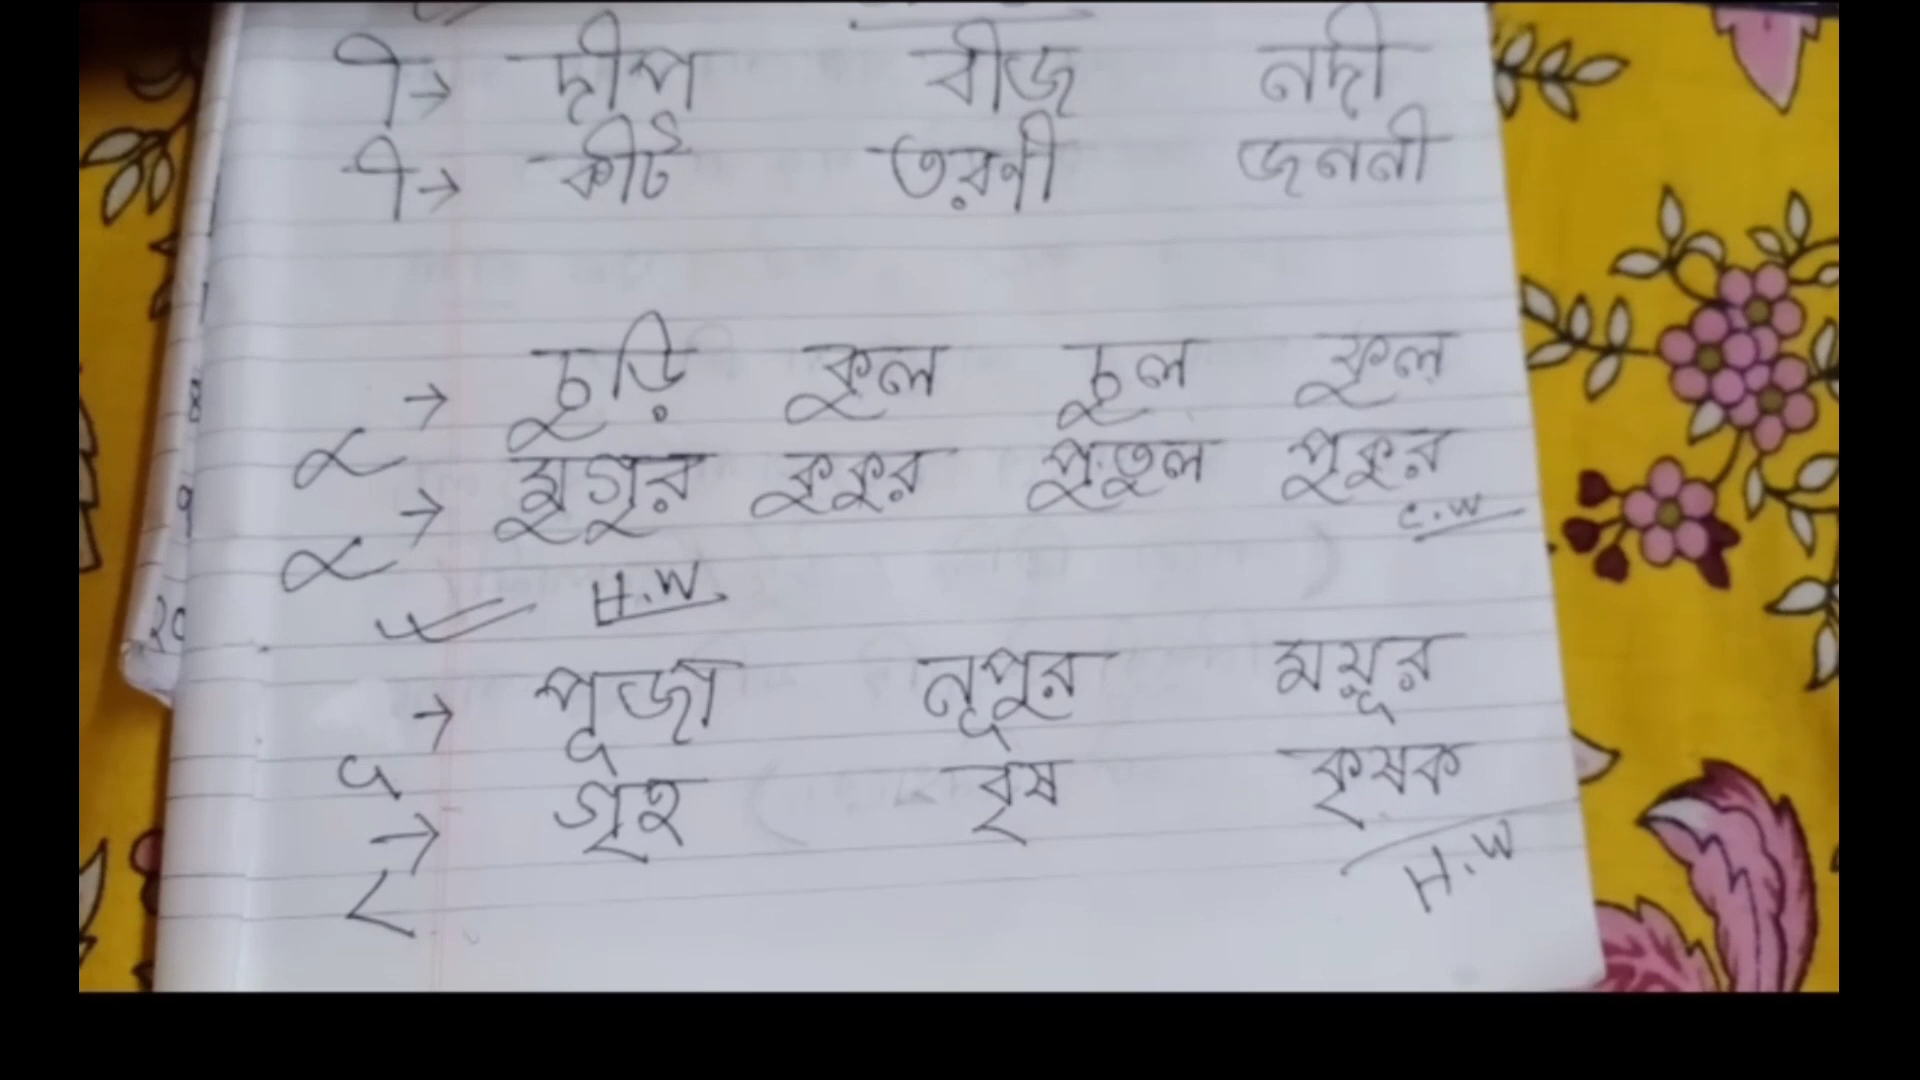 ী → দীপ বীজ নদী
ী → কীট তরণী জননী
ু → চুড়ি কুল চুল ফুল
ু → মুগুর কুকুর পুতুল পুকুর
C.W
H.W.
ূ → পূজা নূপুর ময়ূর
ৃ → গৃহ বৃষ কৃষক
H.W